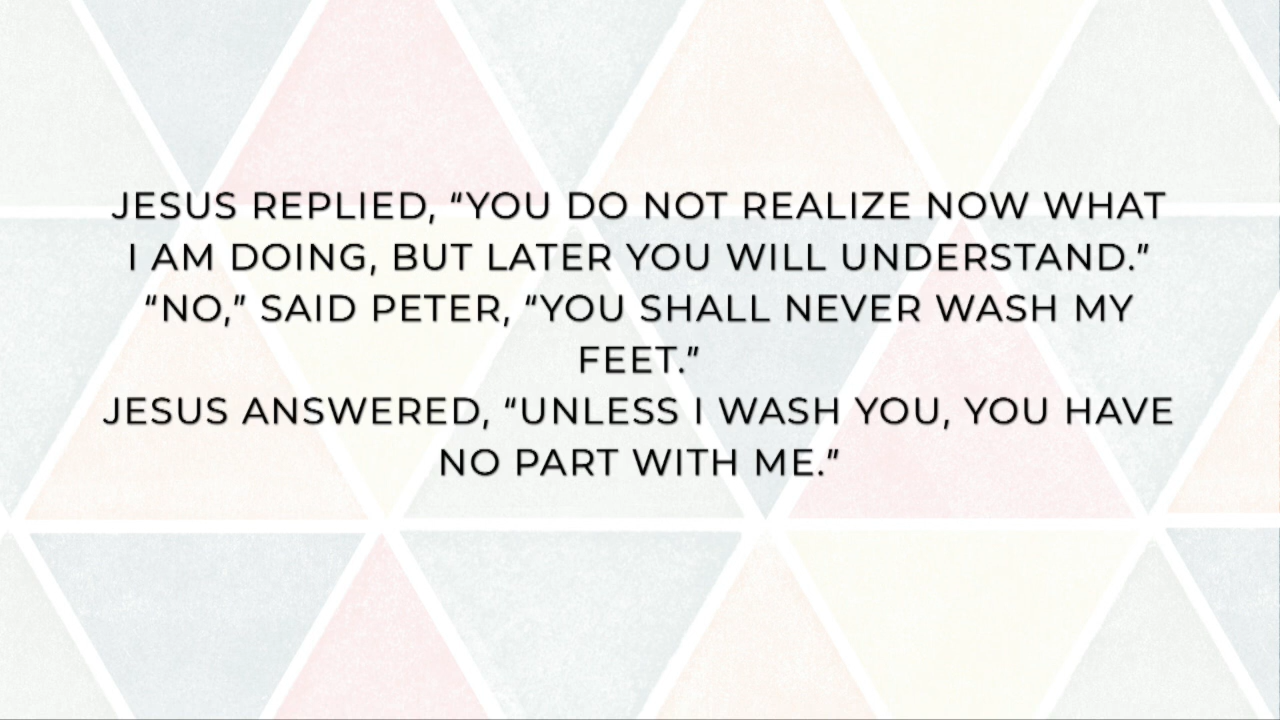 JESUS REPLIED, “YOU DO NOT REALIZE NOW WHAT
I AM DOING, BUT LATER YOU WILL UNDERSTAND.”
“NO,” SAID PETER, “YOU SHALL NEVER WASH MY
FEET.”
JESUS ANSWERED, “UNLESS I WASH YOU, YOU HAVE
NO PART WITH ME.”